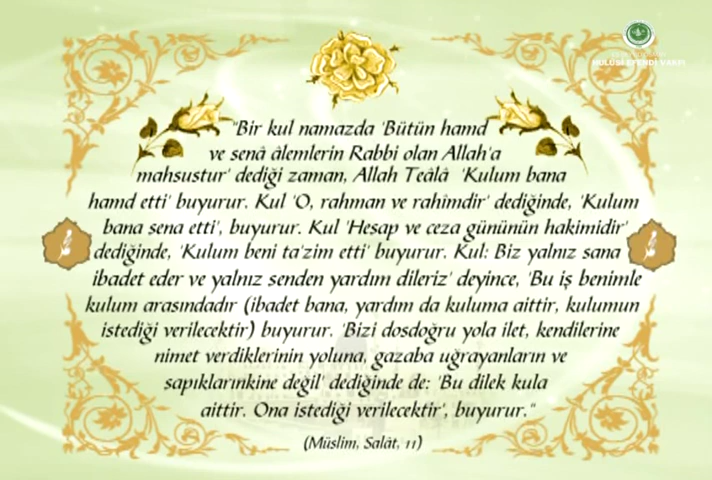 HULÛSİ EFENDİ VAKFI
"Bir kul namazda 'Bütün hamd
ve senâ âlemlerin Rabbi olan Allah'a
mahsustur' dediği zaman, Allah Teâlâ 'Kulum bana
hamd etti' buyurur. Kul 'O, rahman ve rahîmdir' dediğinde, 'Kulum
bana sena etti', buyurur. Kul 'Hesap ve ceza gününün hakimidir'
dediğinde, 'Kulum beni ta'zim etti' buyurur. Kul: Biz yalnız sana
ibadet eder ve yalnız senden yardım dileriz' deyince, 'Bu iş benimle
kulum arasındadır (ibadet bana, yardım da kuluma aittir, kulumun
istediği verilecektir) buyurur. 'Bizi dosdoğru yola ilet, kendilerine
nimet verdiklerinin yoluna, gazaba uğrayanların ve
sapıklarınkine değil' dediğinde de: 'Bu dilek kula
aittir. Ona istediği verilecektir', buyurur."
(Müslim, Salât, 11)